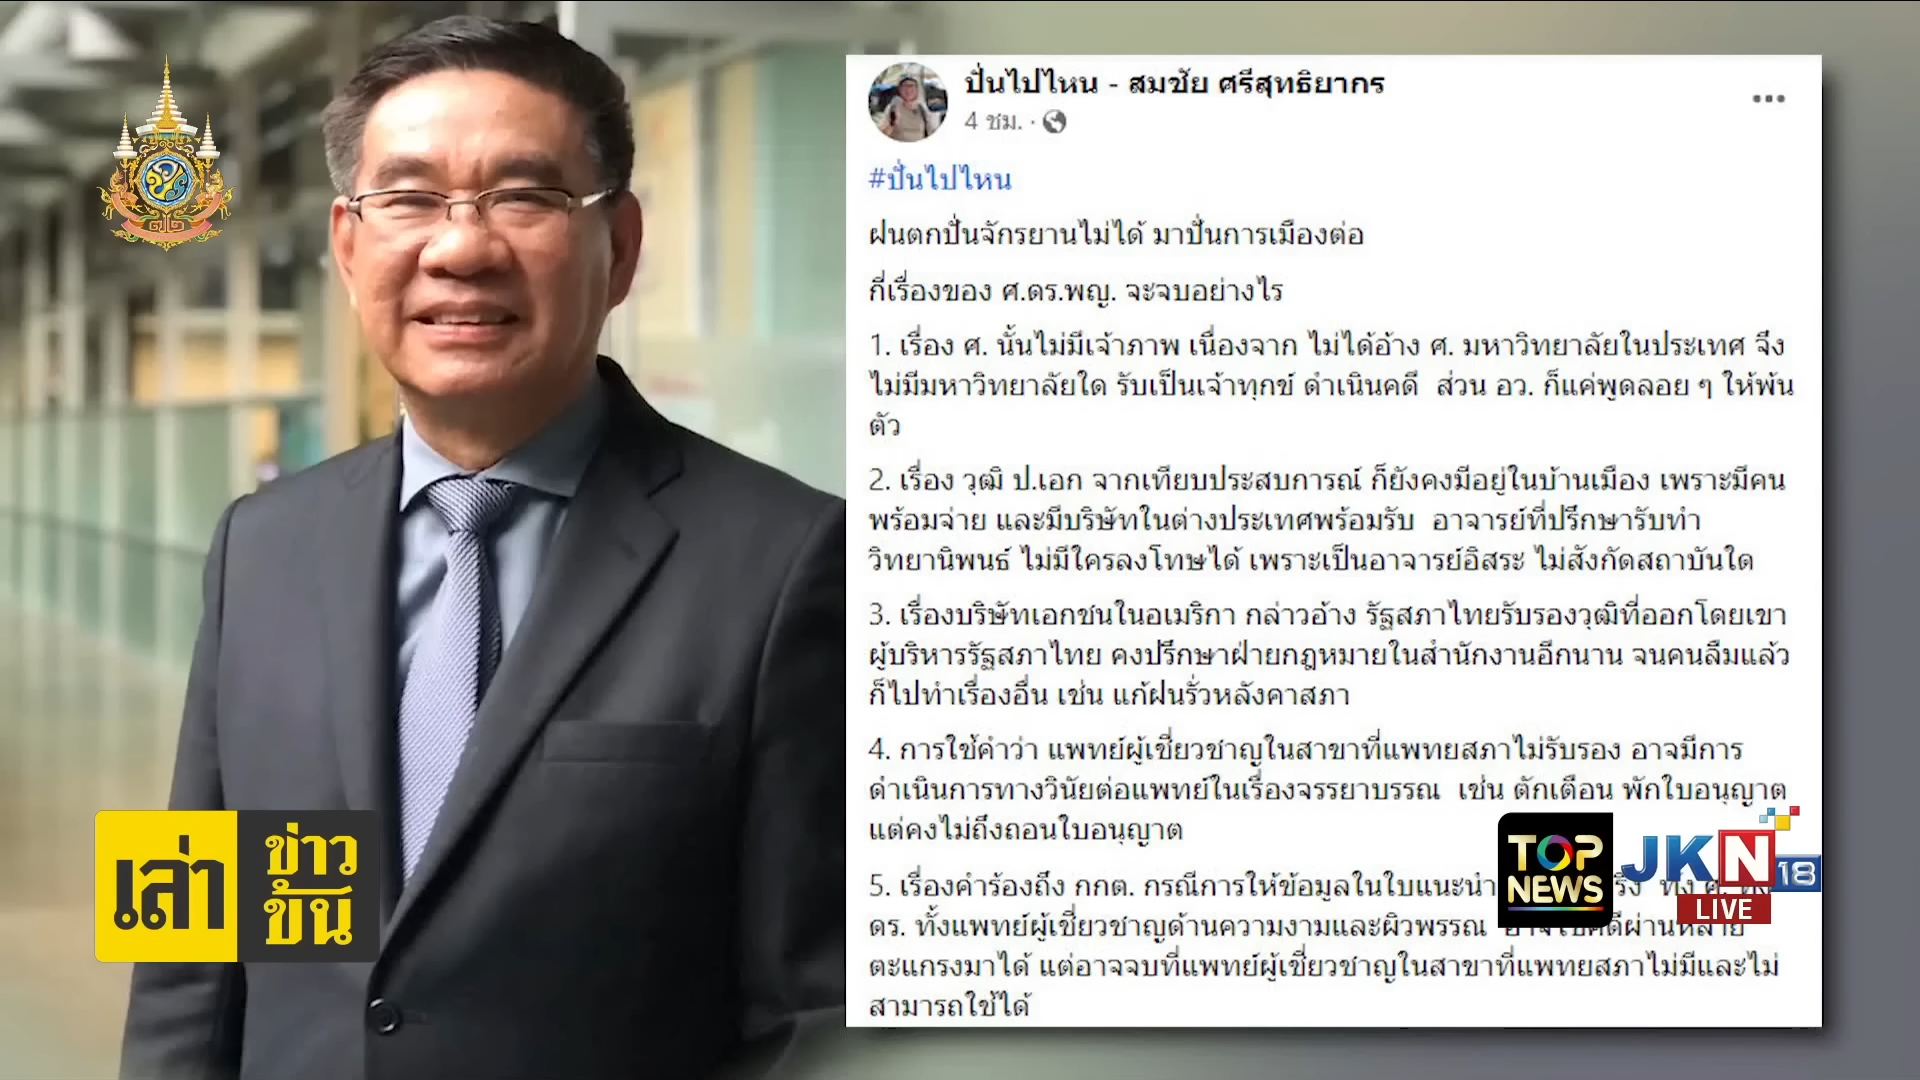 ปั่นไปไหน - สมชัย ศรีสุทธิยากร
4 ชม. ·
#ปั่นไปไหน
ฝนตกปั่นจักรยานไม่ได้ มาปั่นการเมืองต่อ
กี่เรื่องของ ศ.ดร.พญ. จะจบอย่างไร
1. เรื่อง ศ. นั้นไม่มีเจ้าภาพ เนื่องจาก ไม่ได้อ้าง ศ. มหาวิทยาลัยในประเทศ จึง
ไม่มีมหาวิทยาลัยใด รับเป็นเจ้าทุกข์ ดำเนินคดี ส่วน อว. ก็แค่พูดลอย ๆ ให้พ้น
ตัว
2. เรื่อง วุฒิ ป.เอก จากเทียบประสบการณ์ ก็ยังคงมีอยู่ในบ้านเมือง เพราะมีคน
พร้อมจ่าย และมีบริษัทในต่างประเทศพร้อมรับ อาจารย์ที่ปรึกษารับทำ
วิทยานิพนธ์ ไม่มีใครลงโทษได้ เพราะเป็นอาจารย์อิสระ ไม่สังกัดสถาบันใด
3. เรื่องบริษัทเอกชนในอเมริกา กล่าวอ้าง รัฐสภาไทยรับรองวุฒิที่ออกโดยเขา
ผู้บริหารรัฐสภาไทย คงปรึกษาฝ่ายกฎหมายในสำนักงานอีกนาน จนคนลืมแล้ว
ก็ไปทำเรื่องอื่น เช่น แก้ฝนรั่วหลังคาสภา
4. การใช้คำว่า แพทย์ผู้เชี่ยวชาญในสาขาที่แพทยสภาไม่รับรอง อาจมีการ
ดำเนินการทางวินัยต่อแพทย์ในเรื่องจรรยาบรรณ เช่น ตักเตือน พักใบอนุญาต
แต่คงไม่ถึงถอนใบอนุญาต
5. เรื่องคำร้องถึง กกต. กรณีการให้ข้อมูลในใบแนะนำ
ดร. ทั้งแพทย์ผู้เชี่ยวชาญด้านความงามและผิวพรรณ
ตะแกรงมาได้ แต่อาจจบที่แพทย์ผู้เชี่ยวชาญในสาขาที่แพทยสภาไม่มีและไม่
สามารถใช้ได้
เล่า
ข่าว
ข้น
TOP
NEWS
JKN
18
LIVE